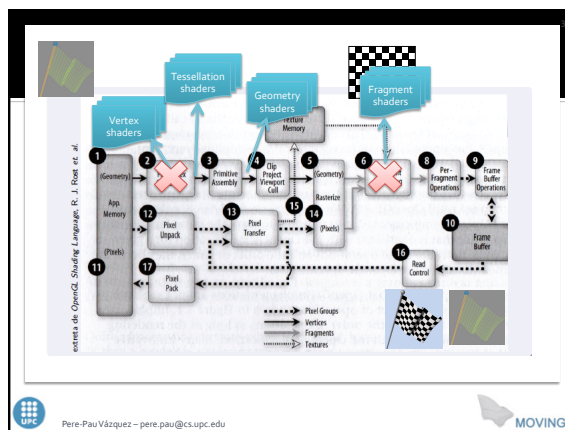 Tessellation
shaders
Geometry
shaders
Fragment
shaders
Vertex
shaders
Texture
Memory
1
(Geometry)
App.
Memory
(Pixels)
11
2
3
Primitive
Assembly
4
Clip
Project
Viewport
Cull
5
(Geometry)
Rasterize
14
(Pixels)
6
8
Per-
Fragment
Operations
9
Frame
Buffer
Operations
12
Pixel
Unpack
13
Pixel
Transfer
15
10
Frame
Buffer
16
Read
Control
17
Pixel
Pack
Pixel Groups
Vertices
Fragments
Textures
extreta de OpenGL Shading Language, R. J. Rost et. al.
UPC
Pere-Pau Vázquez – pere.pau@cs.upc.edu
MOVING